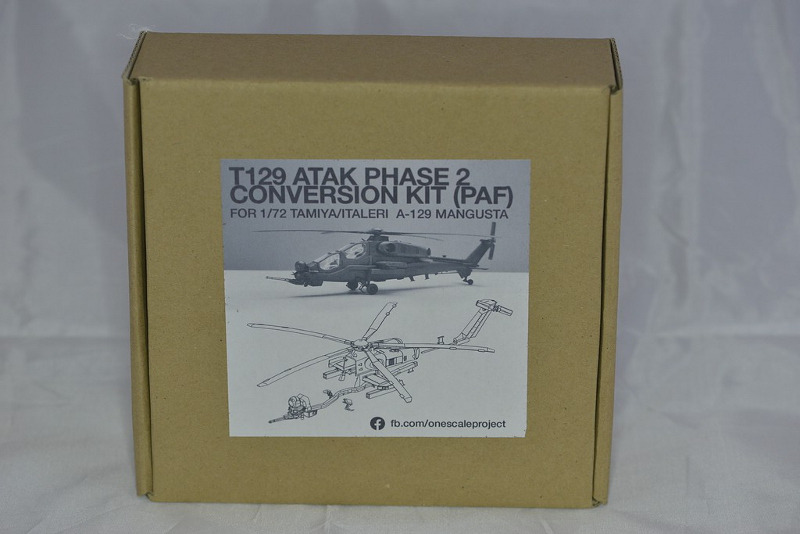 T129 ATAK PHASE 2
CONVERSION KIT (PAF)
FOR 1/72 TAMIYA/ITALERI A-129 MANGUSTA
fb.com/onescaleproject